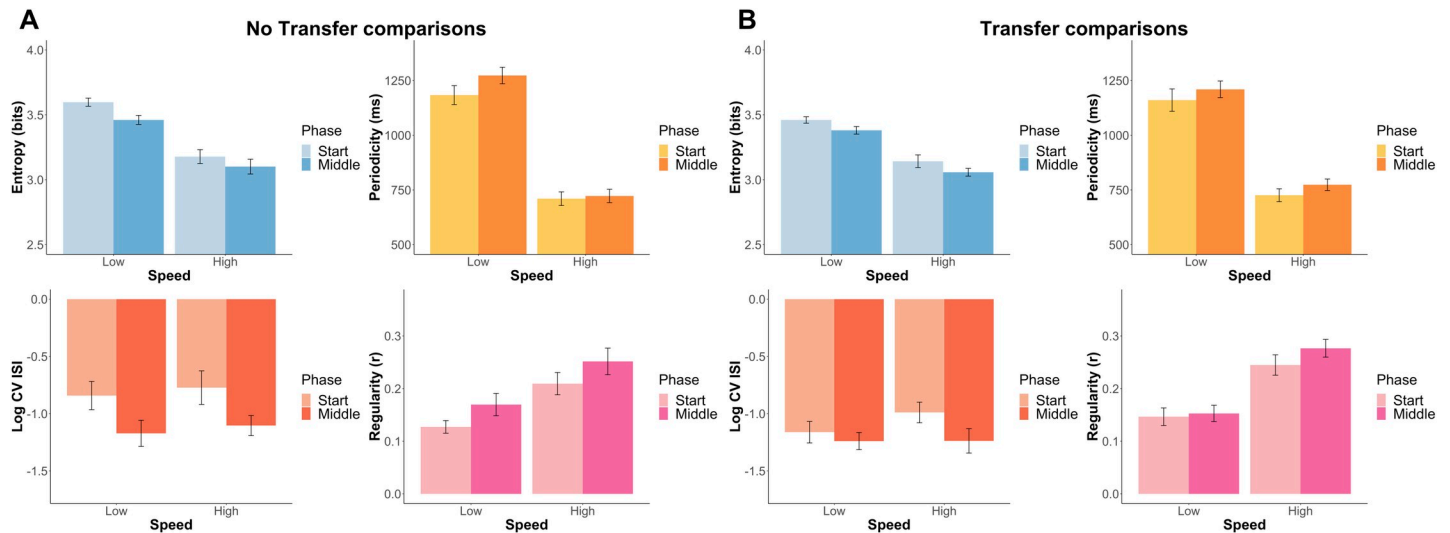 A
No Transfer comparisons
Entropy (bits)
4.0
3.5
3.0
2.5
Low
High
Speed
Phase
Start
Middle
Periodicity (ms)
1250
1000
750
500
Low
High
Speed
Phase
Start
Middle
Log CV ISI
0.0
-0.5
-1.0
-1.5
Low
High
Speed
Phase
Start
Middle
Regularity (r)
0.3
0.2
0.1
0.0
Low
High
Speed
Phase
Start
Middle
B
Transfer comparisons
Entropy (bits)
4.0
3.5
3.0
2.5
Low
High
Speed
Phase
Start
Middle
Periodicity (ms)
1250
1000
750
500
Low
High
Speed
Phase
Start
Middle
Log CV ISI
0.0
-0.5
-1.0
-1.5
Low
High
Speed
Phase
Start
Middle
Regularity (r)
0.3
0.2
0.1
0.0
Low
High
Speed
Phase
Start
Middle